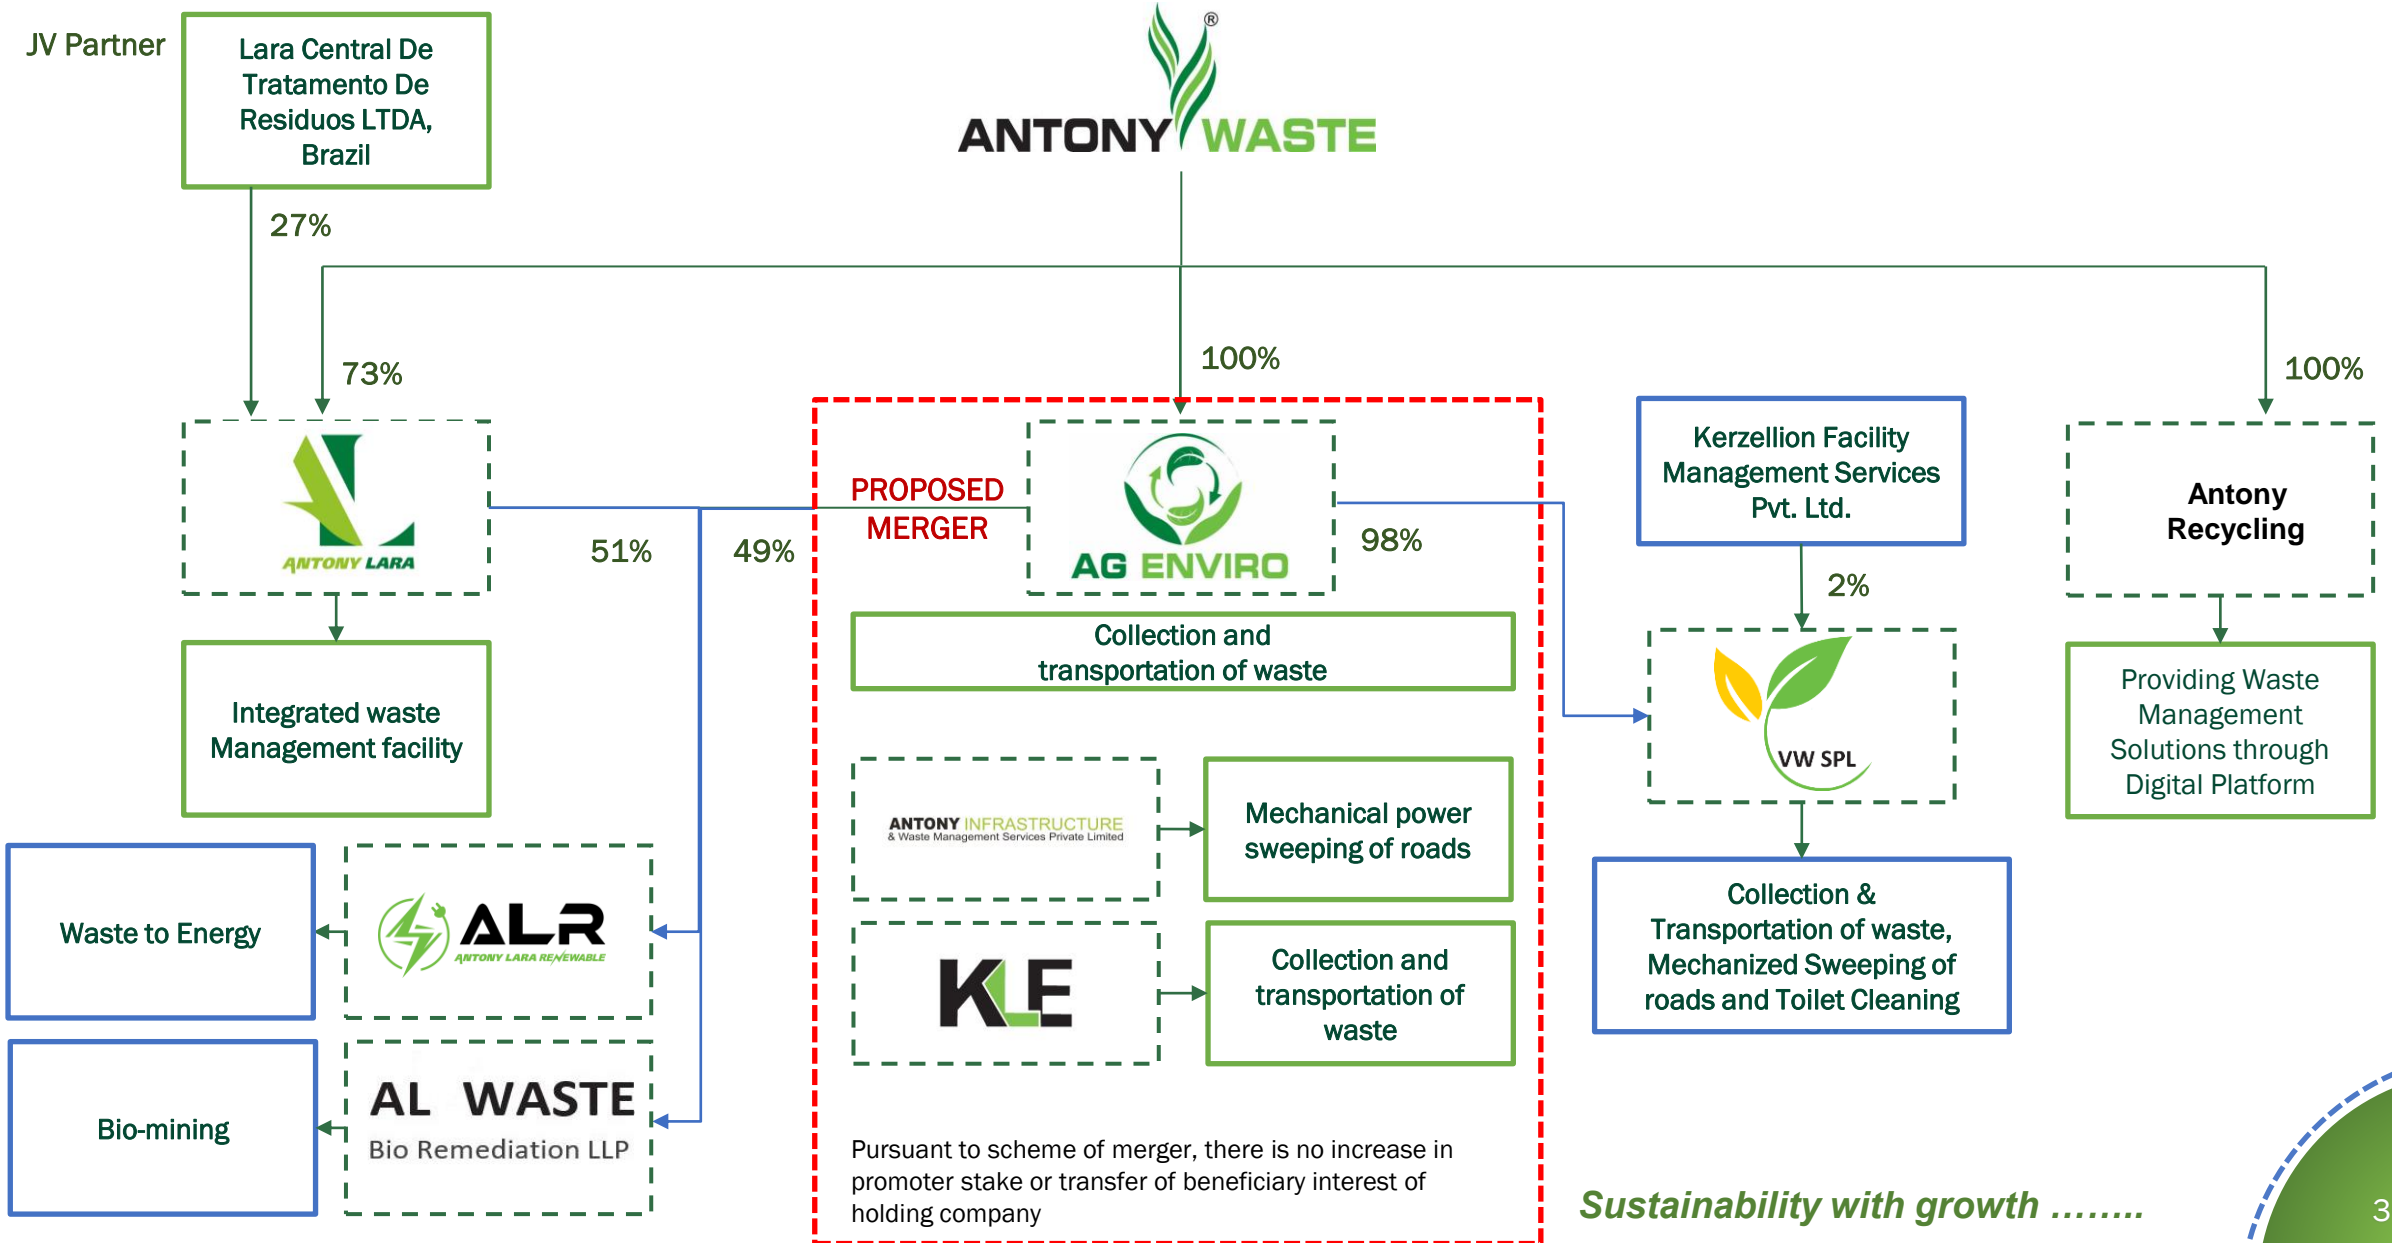 JV Partner
Lara Central De
Tratamento De
Residuos LTDA,
Brazil
ANTONY WASTE
®
27%
73%
100%
100%
ANTONY LARA
51%
49%
PROPOSED
MERGER
AG ENVIRO
98%
Kerzellion Facility
Management Services
Pvt. Ltd.
2%
Antony
Recycling
Integrated waste
Management facility
Collection and
transportation of waste
VW SPL
Providing Waste
Management
Solutions through
Digital Platform
ANTONY INFRASTRUCTURE
& Waste Management Services Private Limited
Mechanical power
sweeping of roads
Waste to Energy
ALR
ANTONY LARA RENEWABLE
KLE
Collection and
transportation of
waste
Collection &
Transportation of waste,
Mechanized Sweeping of
roads and Toilet Cleaning
Bio-mining
AL WASTE
Bio Remediation LLP
Pursuant to scheme of merger, there is no increase in
promoter stake or transfer of beneficiary interest of
holding company
Sustainability with growth ........
3